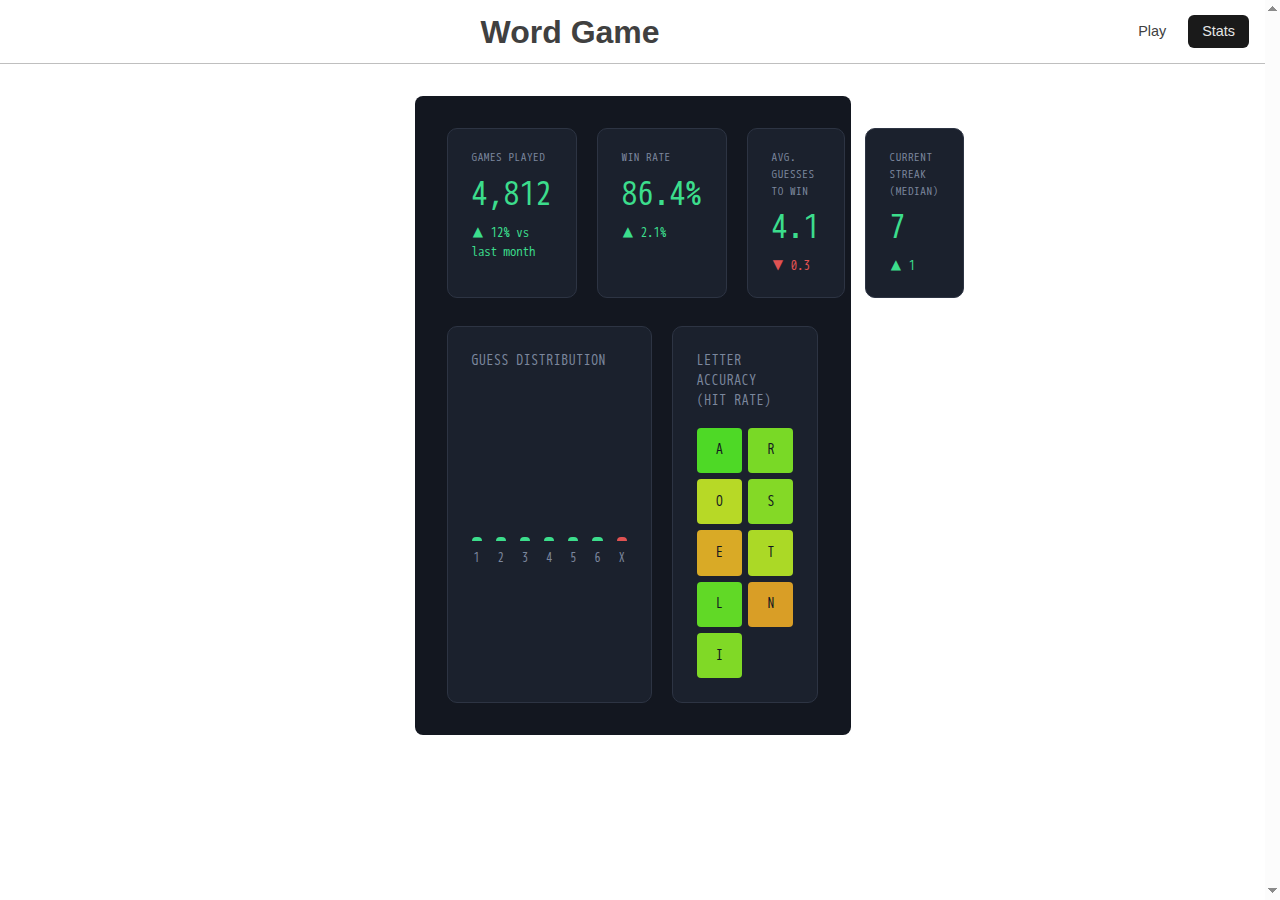 Word Game
Play
Stats
GAMES PLAYED
4,812
▲ 12% vs
last month
WIN RATE
86.4%
▲ 2.1%
AVG.
GUESSES
TO WIN
4.1
▼ 0.3
CURRENT
STREAK
(MEDIAN)
7
▲ 1
GUESS DISTRIBUTION
1 2 3 4 5 6 X
LETTER
ACCURACY
(HIT RATE)
A R
O S
E T
L N
I